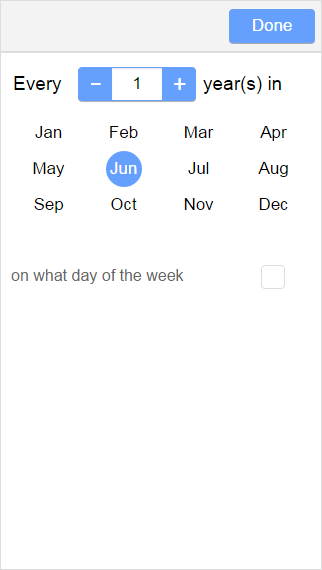 Done
Every − 1 + year(s) in
Jan Feb Mar Apr
May Jun Jul Aug
Sep Oct Nov Dec
on what day of the week